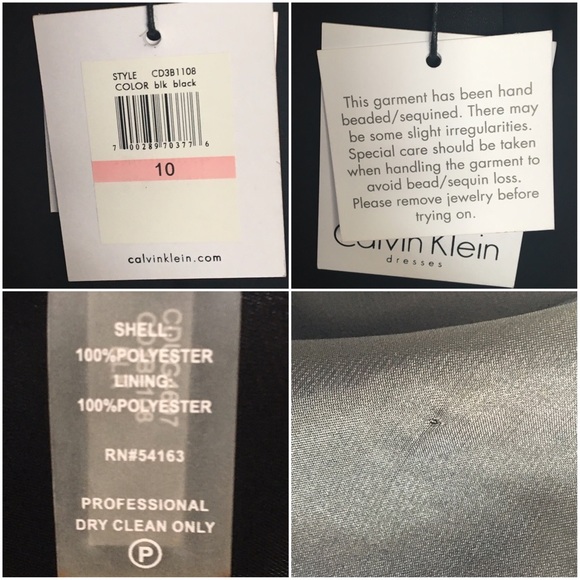 STYLE CD3B1108
COLOR blk black
7 00289 70377 6
10
calvinklein.com
This garment has been hand
beaded/sequined. There may
be some slight irregularities.
Special care should be taken
when handling the garment to
avoid bead/sequin loss.
Please remove jewelry before
trying on.
Calvin Klein
dresses
SHELL:
100%POLYESTER
LINING:
100%POLYESTER
RN#54163
PROFESSIONAL
DRY CLEAN ONLY
P